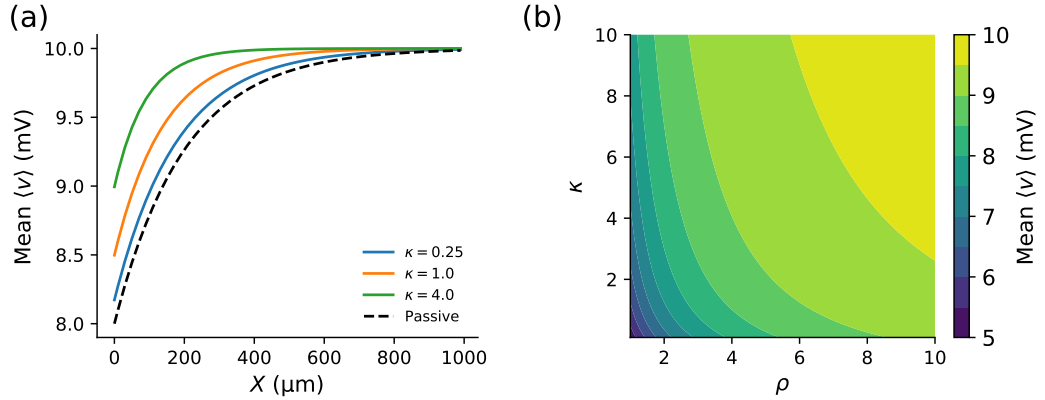 (a)
Mean ⟨v⟩ (mV)
10.0
9.5
9.0
8.5
8.0
κ = 0.25
κ = 1.0
κ = 4.0
Passive
0 200 400 600 800 1000
X (µm)
(b)
κ
10
8
6
4
2
2 4 6 8 10
ρ
10
9
8
7
6
5
Mean ⟨v⟩ (mV)